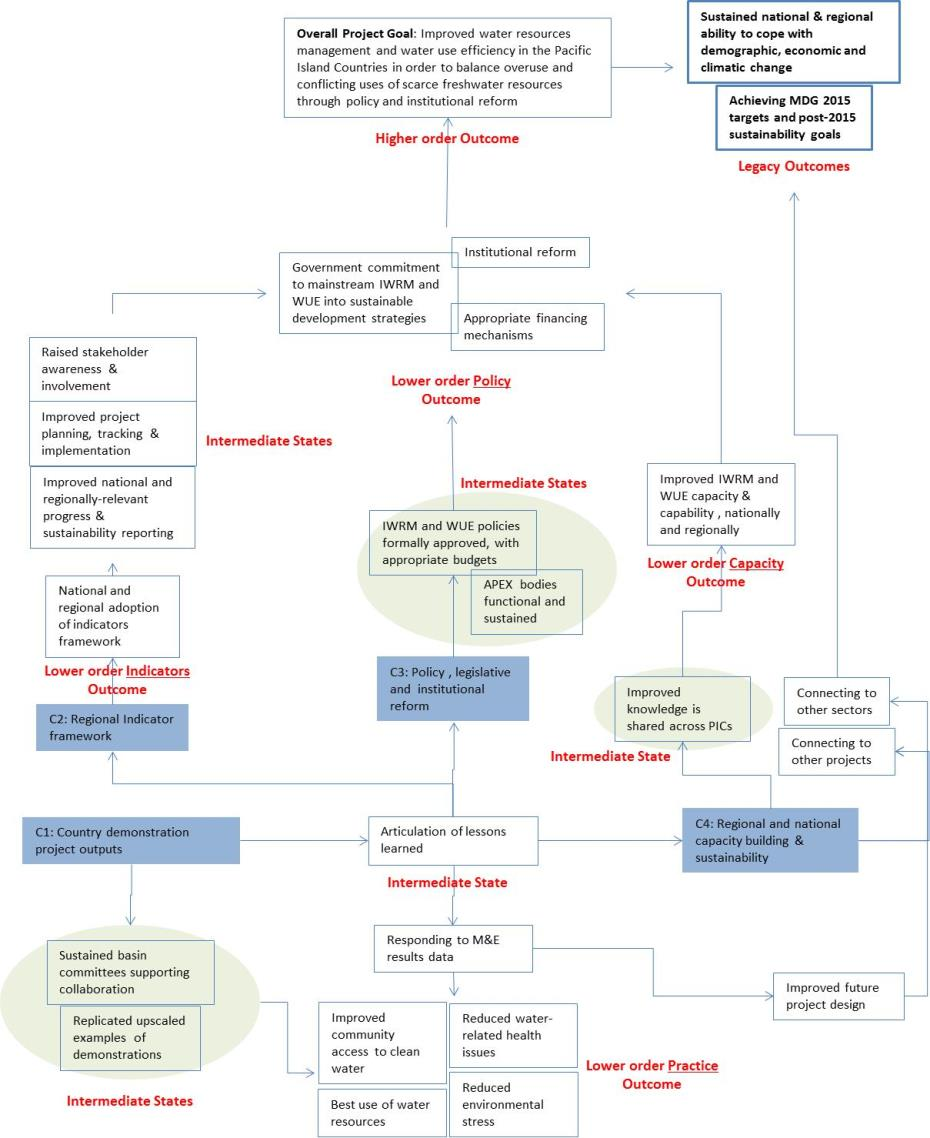 Overall Project Goal: Improved water resources
management and water use efficiency in the Pacific
Island Countries in order to balance overuse and
conflicting uses of scarce freshwater resources
through policy and institutional reform
Sustained national & regional
ability to cope with
demographic, economic and
climatic change
Achieving MDG 2015
targets and post-2015
sustainability goals
Higher order Outcome
Legacy Outcomes
Institutional reform
Government commitment
to mainstream IWRM and
WUE into sustainable
development strategies
Appropriate financing
mechanisms
Lower order Policy
Outcome
Raised stakeholder
awareness &
involvement
Improved project
planning, tracking &
implementation
Improved national and
regionally-relevant
progress &
sustainability reporting
Intermediate States
Intermediate States
IWRM and WUE policies
formally approved, with
appropriate budgets
APEX bodies
functional and
sustained
Improved IWRM and
WUE capacity &
capability , nationally
and regionally
Lower order Capacity
Outcome
National and
regional adoption
of indicators
framework
Lower order Indicators
Outcome
C2: Regional Indicator
framework
C3: Policy , legislative
and institutional
reform
Improved
knowledge is
shared across PICs
Intermediate State
Connecting to
other sectors
Connecting to
other projects
C1: Country demonstration
project outputs
Articulation of lessons
learned
Intermediate State
C4: Regional and national
capacity building &
sustainability
Responding to M&E
results data
Sustained basin
committees supporting
collaboration
Replicated upscaled
examples of
demonstrations
Intermediate States
Improved future
project design
Improved
community
access to clean
water
Reduced water-
related health
issues
Best use of water
resources
Reduced
environmental
stress
Lower order Practice
Outcome